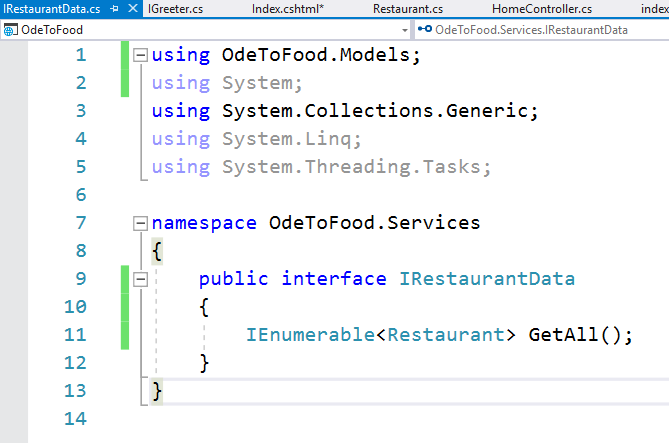 IRestaurantData.cs IGreeter.cs Index.cshtml* Restaurant.cs HomeController.cs index
OdeToFood OdeToFood.Services.IRestaurantData
1 using OdeToFood.Models;
2 using System;
3 using System.Collections.Generic;
4 using System.Linq;
5 using System.Threading.Tasks;
6
7 namespace OdeToFood.Services
8 {
9 public interface IRestaurantData
10 {
11 IEnumerable<Restaurant> GetAll();
12 }
13 }
14